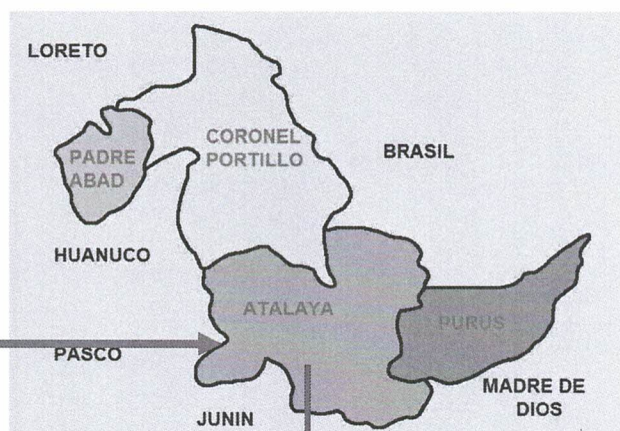 LORETO
CORONEL
PORTILLO
BRASIL
PADRE
ABAD
HUANUCO
ATALAYA
PURUS
PASCO
MADRE DE
DIOS
JUNIN